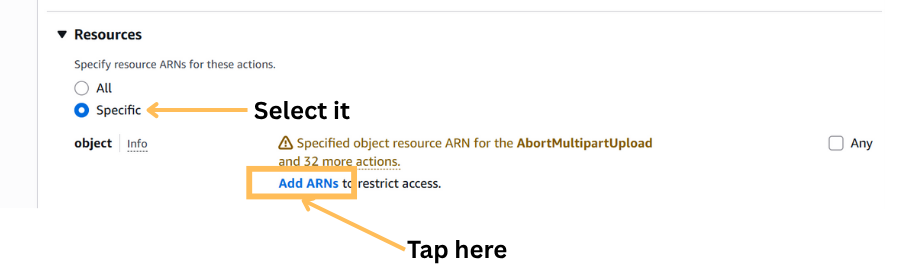 Resources
Specify resource ARNs for these actions.
All
Specific
Select it
object Info
Specified object resource ARN for the AbortMultipartUpload
and 32 more actions.
Any
Add ARNs to restrict access.
Tap here